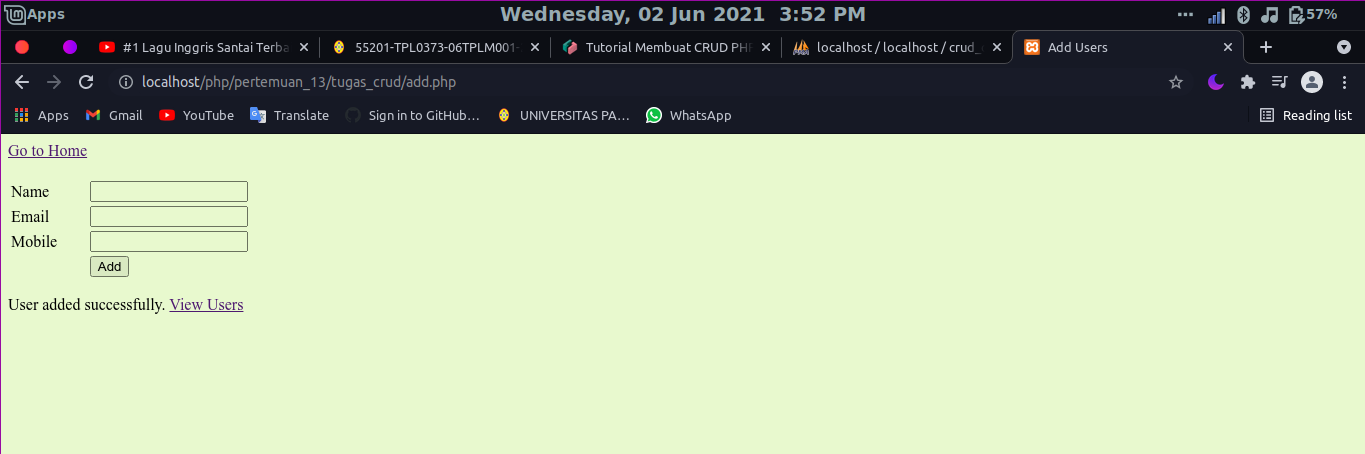 Apps Wednesday, 02 Jun 2021 3:52 PM 57%
#1 Lagu Inggris Santai Terba 55201-TPL0373-06TPLM001- Tutorial Membuat CRUD PHP localhost / localhost / crud_ Add Users
localhost/php/pertemuan_13/tugas_crud/add.php
Apps Gmail YouTube Translate Sign in to GitHub... UNIVERSITAS PA... WhatsApp Reading list
Go to Home
Name
Email
Mobile
Add
User added successfully. View Users